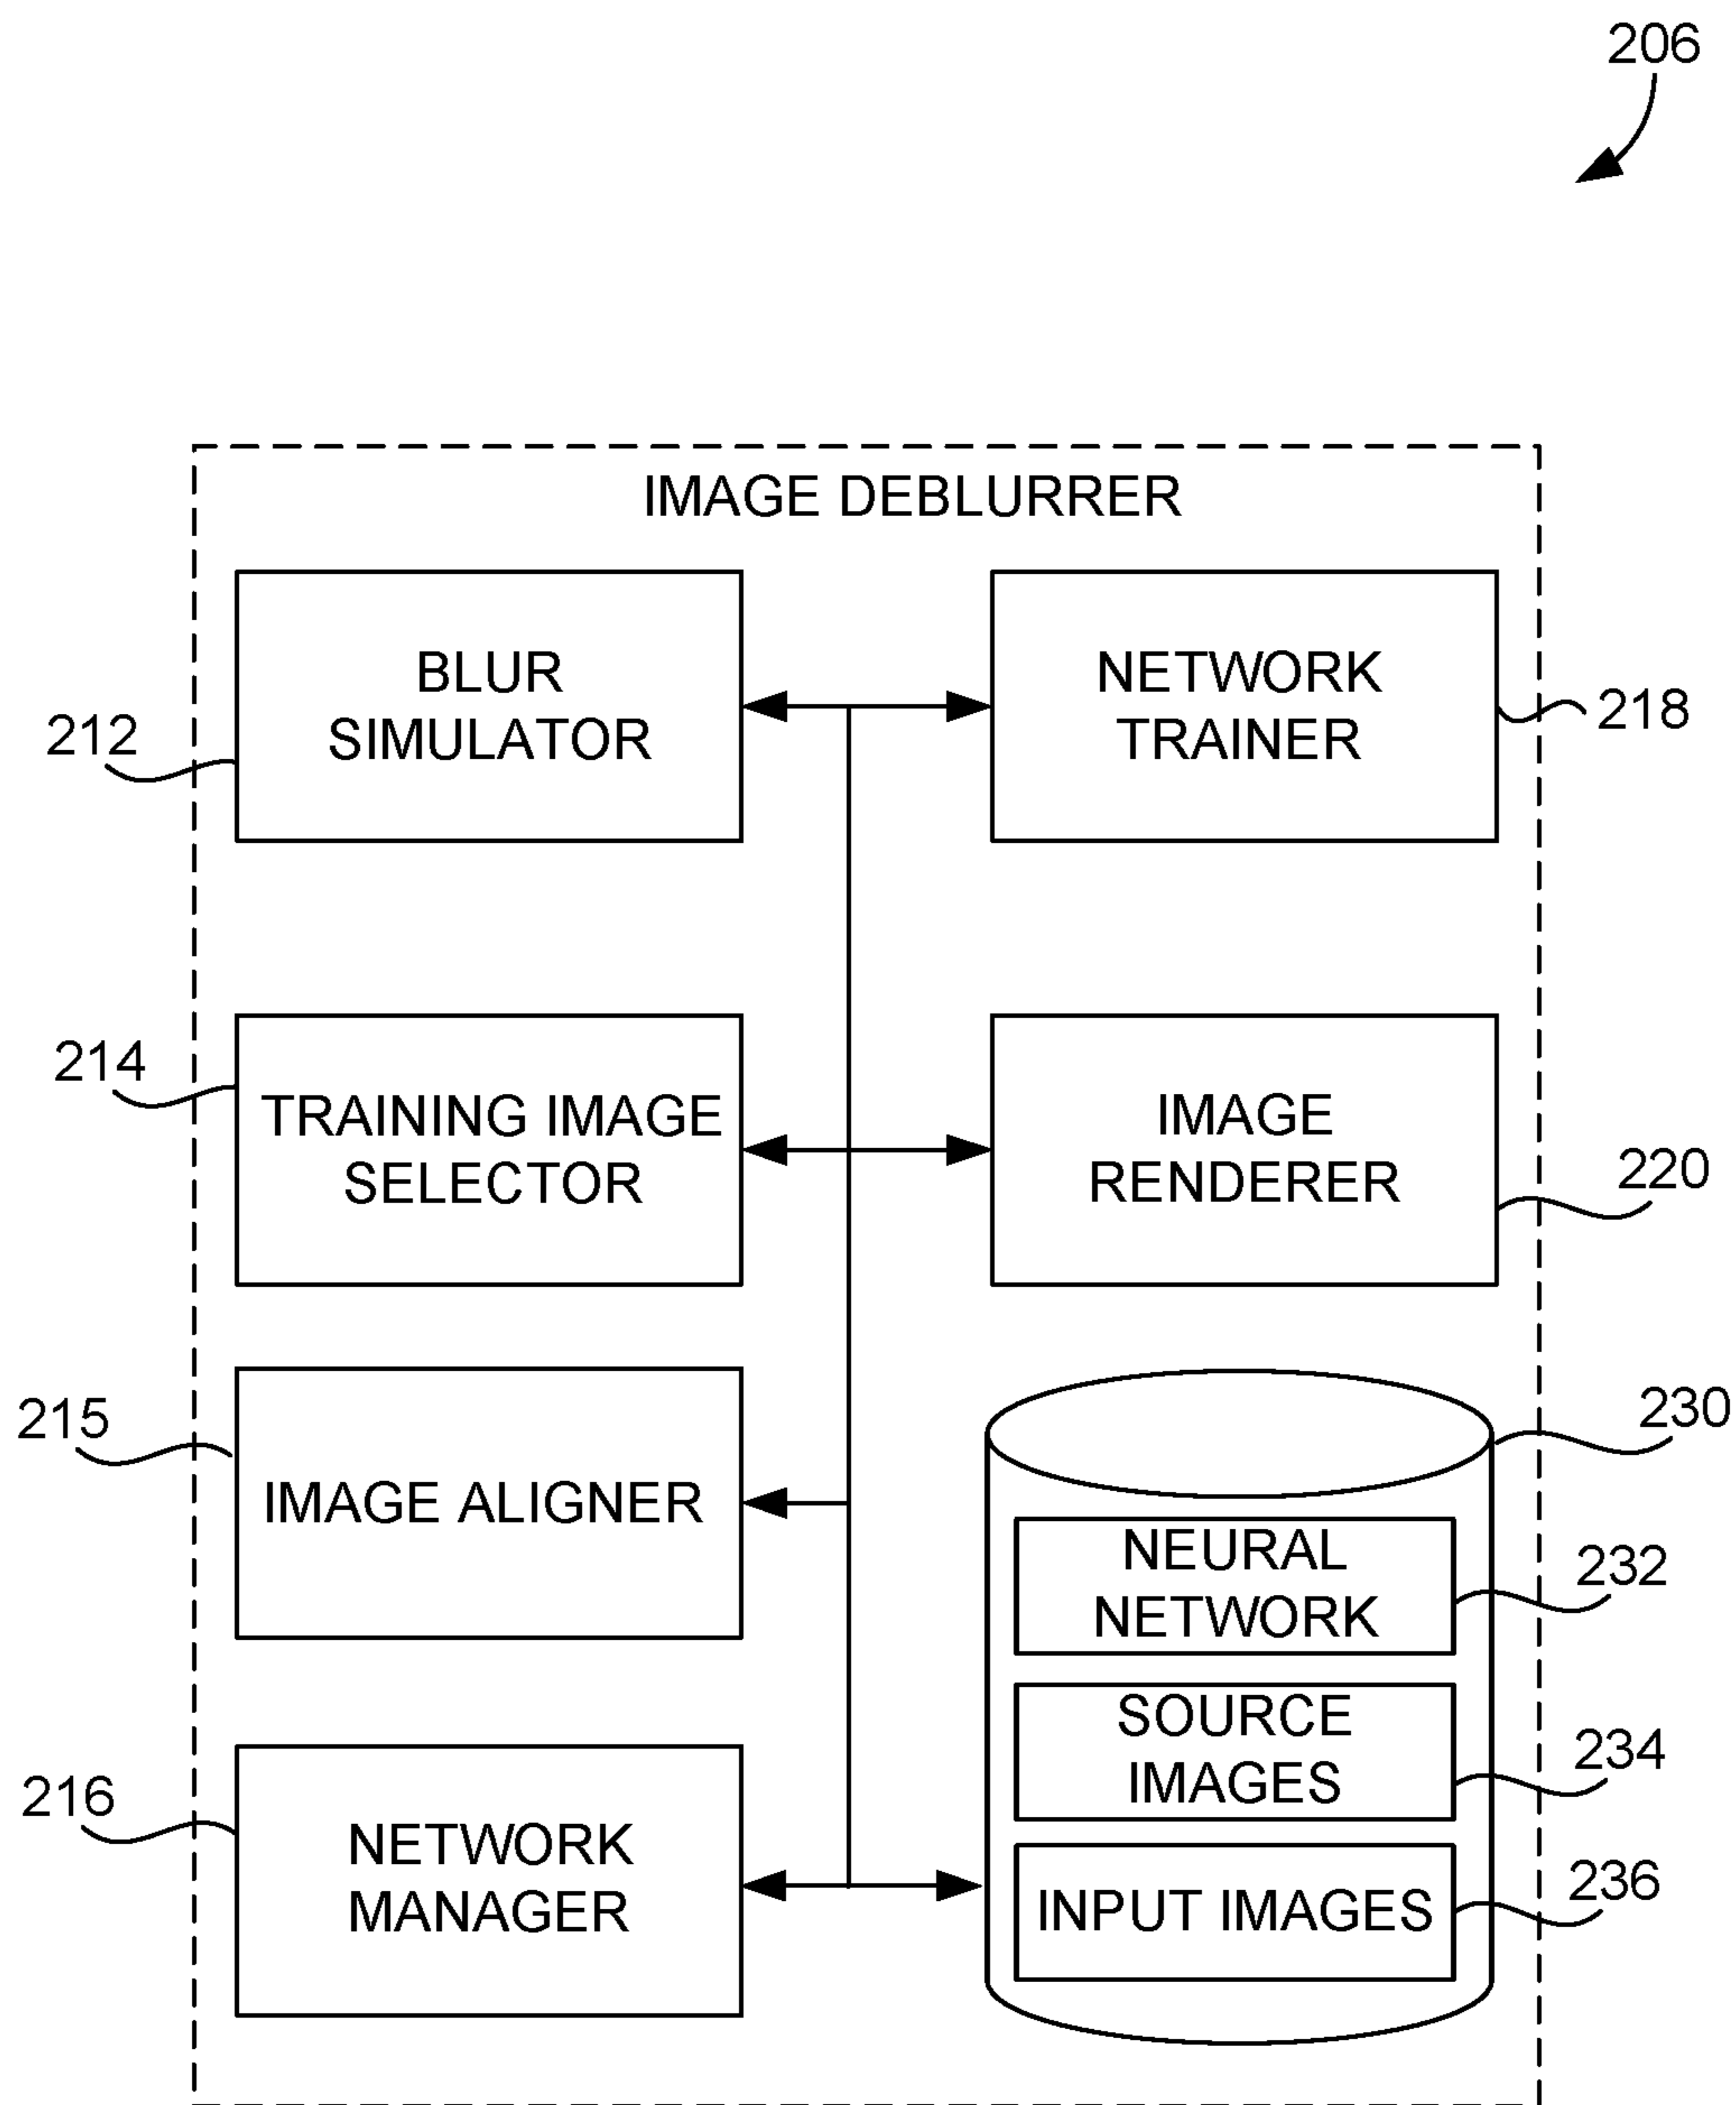 206
IMAGE DEBLURRER
BLUR
SIMULATOR
212
NETWORK
TRAINER
218
214
TRAINING IMAGE
SELECTOR
IMAGE
RENDERER
220
215
IMAGE ALIGNER
230
NEURAL
NETWORK
232
SOURCE
IMAGES
234
216
NETWORK
MANAGER
INPUT IMAGES
236